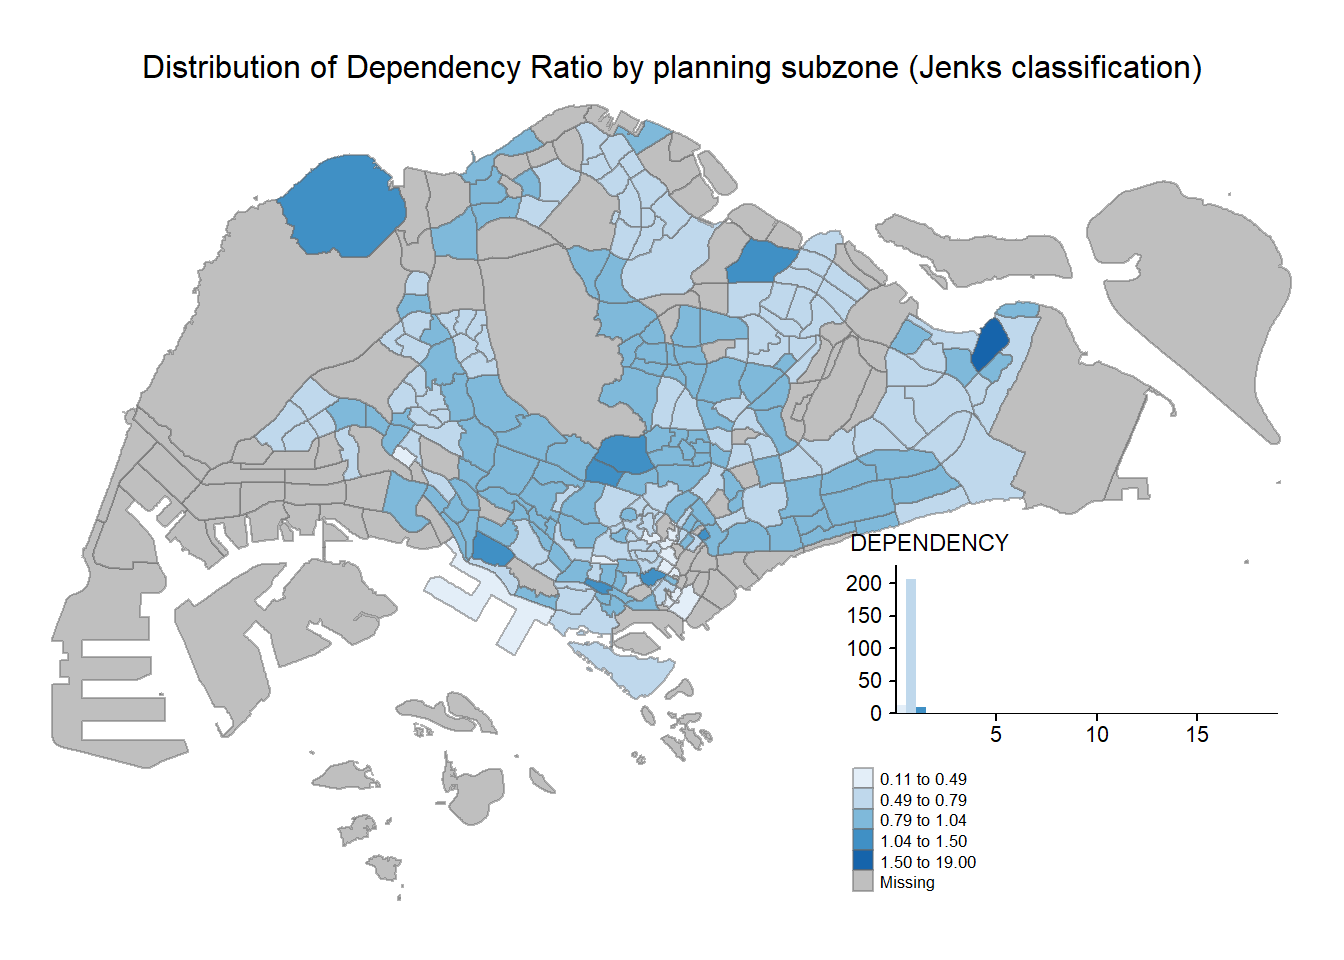 Distribution of Dependency Ratio by planning subzone (Jenks classification)
DEPENDENCY
200
150
100
50
0
5 10 15
0.11 to 0.49
0.49 to 0.79
0.79 to 1.04
1.04 to 1.50
1.50 to 19.00
Missing